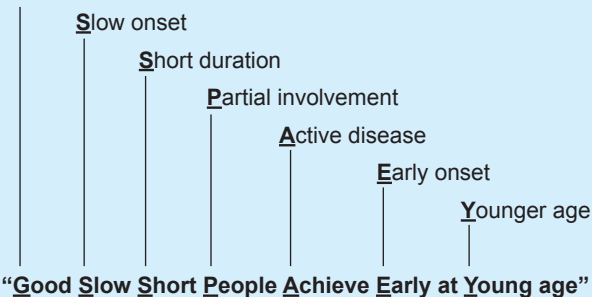 Slow onset
Short duration
Partial involvement
Active disease
Early onset
Younger age
“Good Slow Short People Achieve Early at Young age”